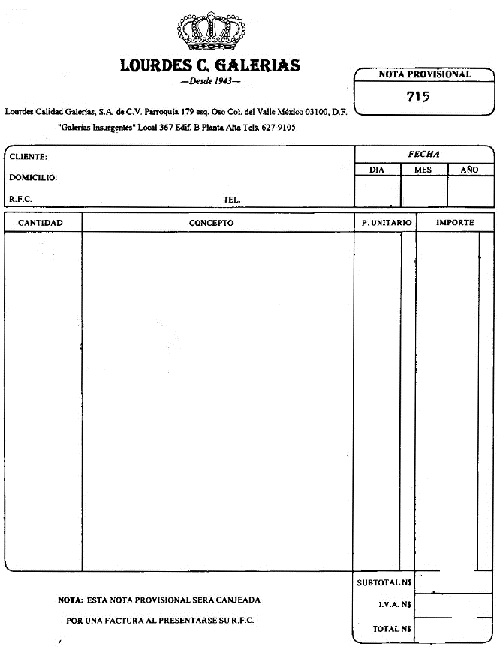 LOURDES C. GALERIAS
—Desde 1943—
NOTA PROVISIONAL
715
Lourdes Calidac Galerias, S.A. de C.V. Parroquia 179 esq. Oso Col. del Valle México 03100, D.F.
"Galerias Insurgentes" Local 367 Edif. B Planta Alta Tels. 627 9105
CLIENTE:
FECHA
DOMICILIO:
DIA MES AÑO
R.F.C. TEL.
CANTIDAD CONCEPTO P. UNITARIO IMPORTE
SUBTOTAL N$
NOTA: ESTA NOTA PROVISIONAL SERA CANJEADA
I.V.A. N$
POR UNA FACTURA AL PRESENTARSE SU R.F.C.
TOTAL N$